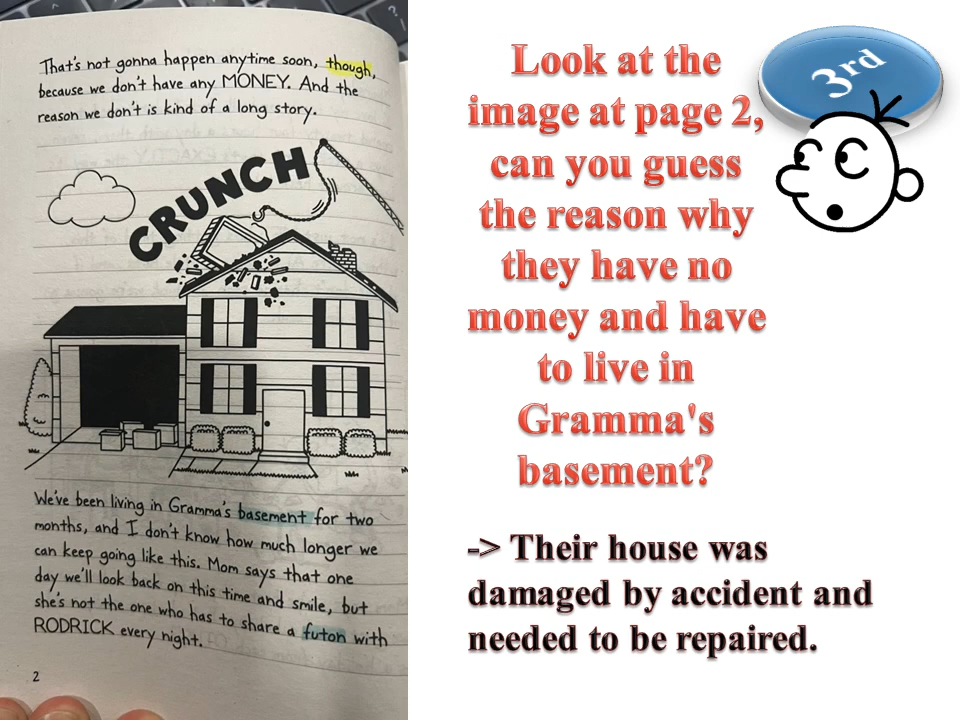 That's not gonna happen anytime soon, though,
because we don't have any MONEY. And the
reason we don't is kind of a long story.
CRUNCH
We've been living in Gramma's basement for two
months, and I don't know how much longer we
can keep going like this. Mom says that one
day we'll look back on this time and smile, but
she's not the one who has to share a futon with
RODRICK every night.
2
3rd
Look at the
image at page 2,
can you guess
the reason why
they have no
money and have
to live in
Gramma's
basement?
-> Their house was
damaged by accident and
needed to be repaired.